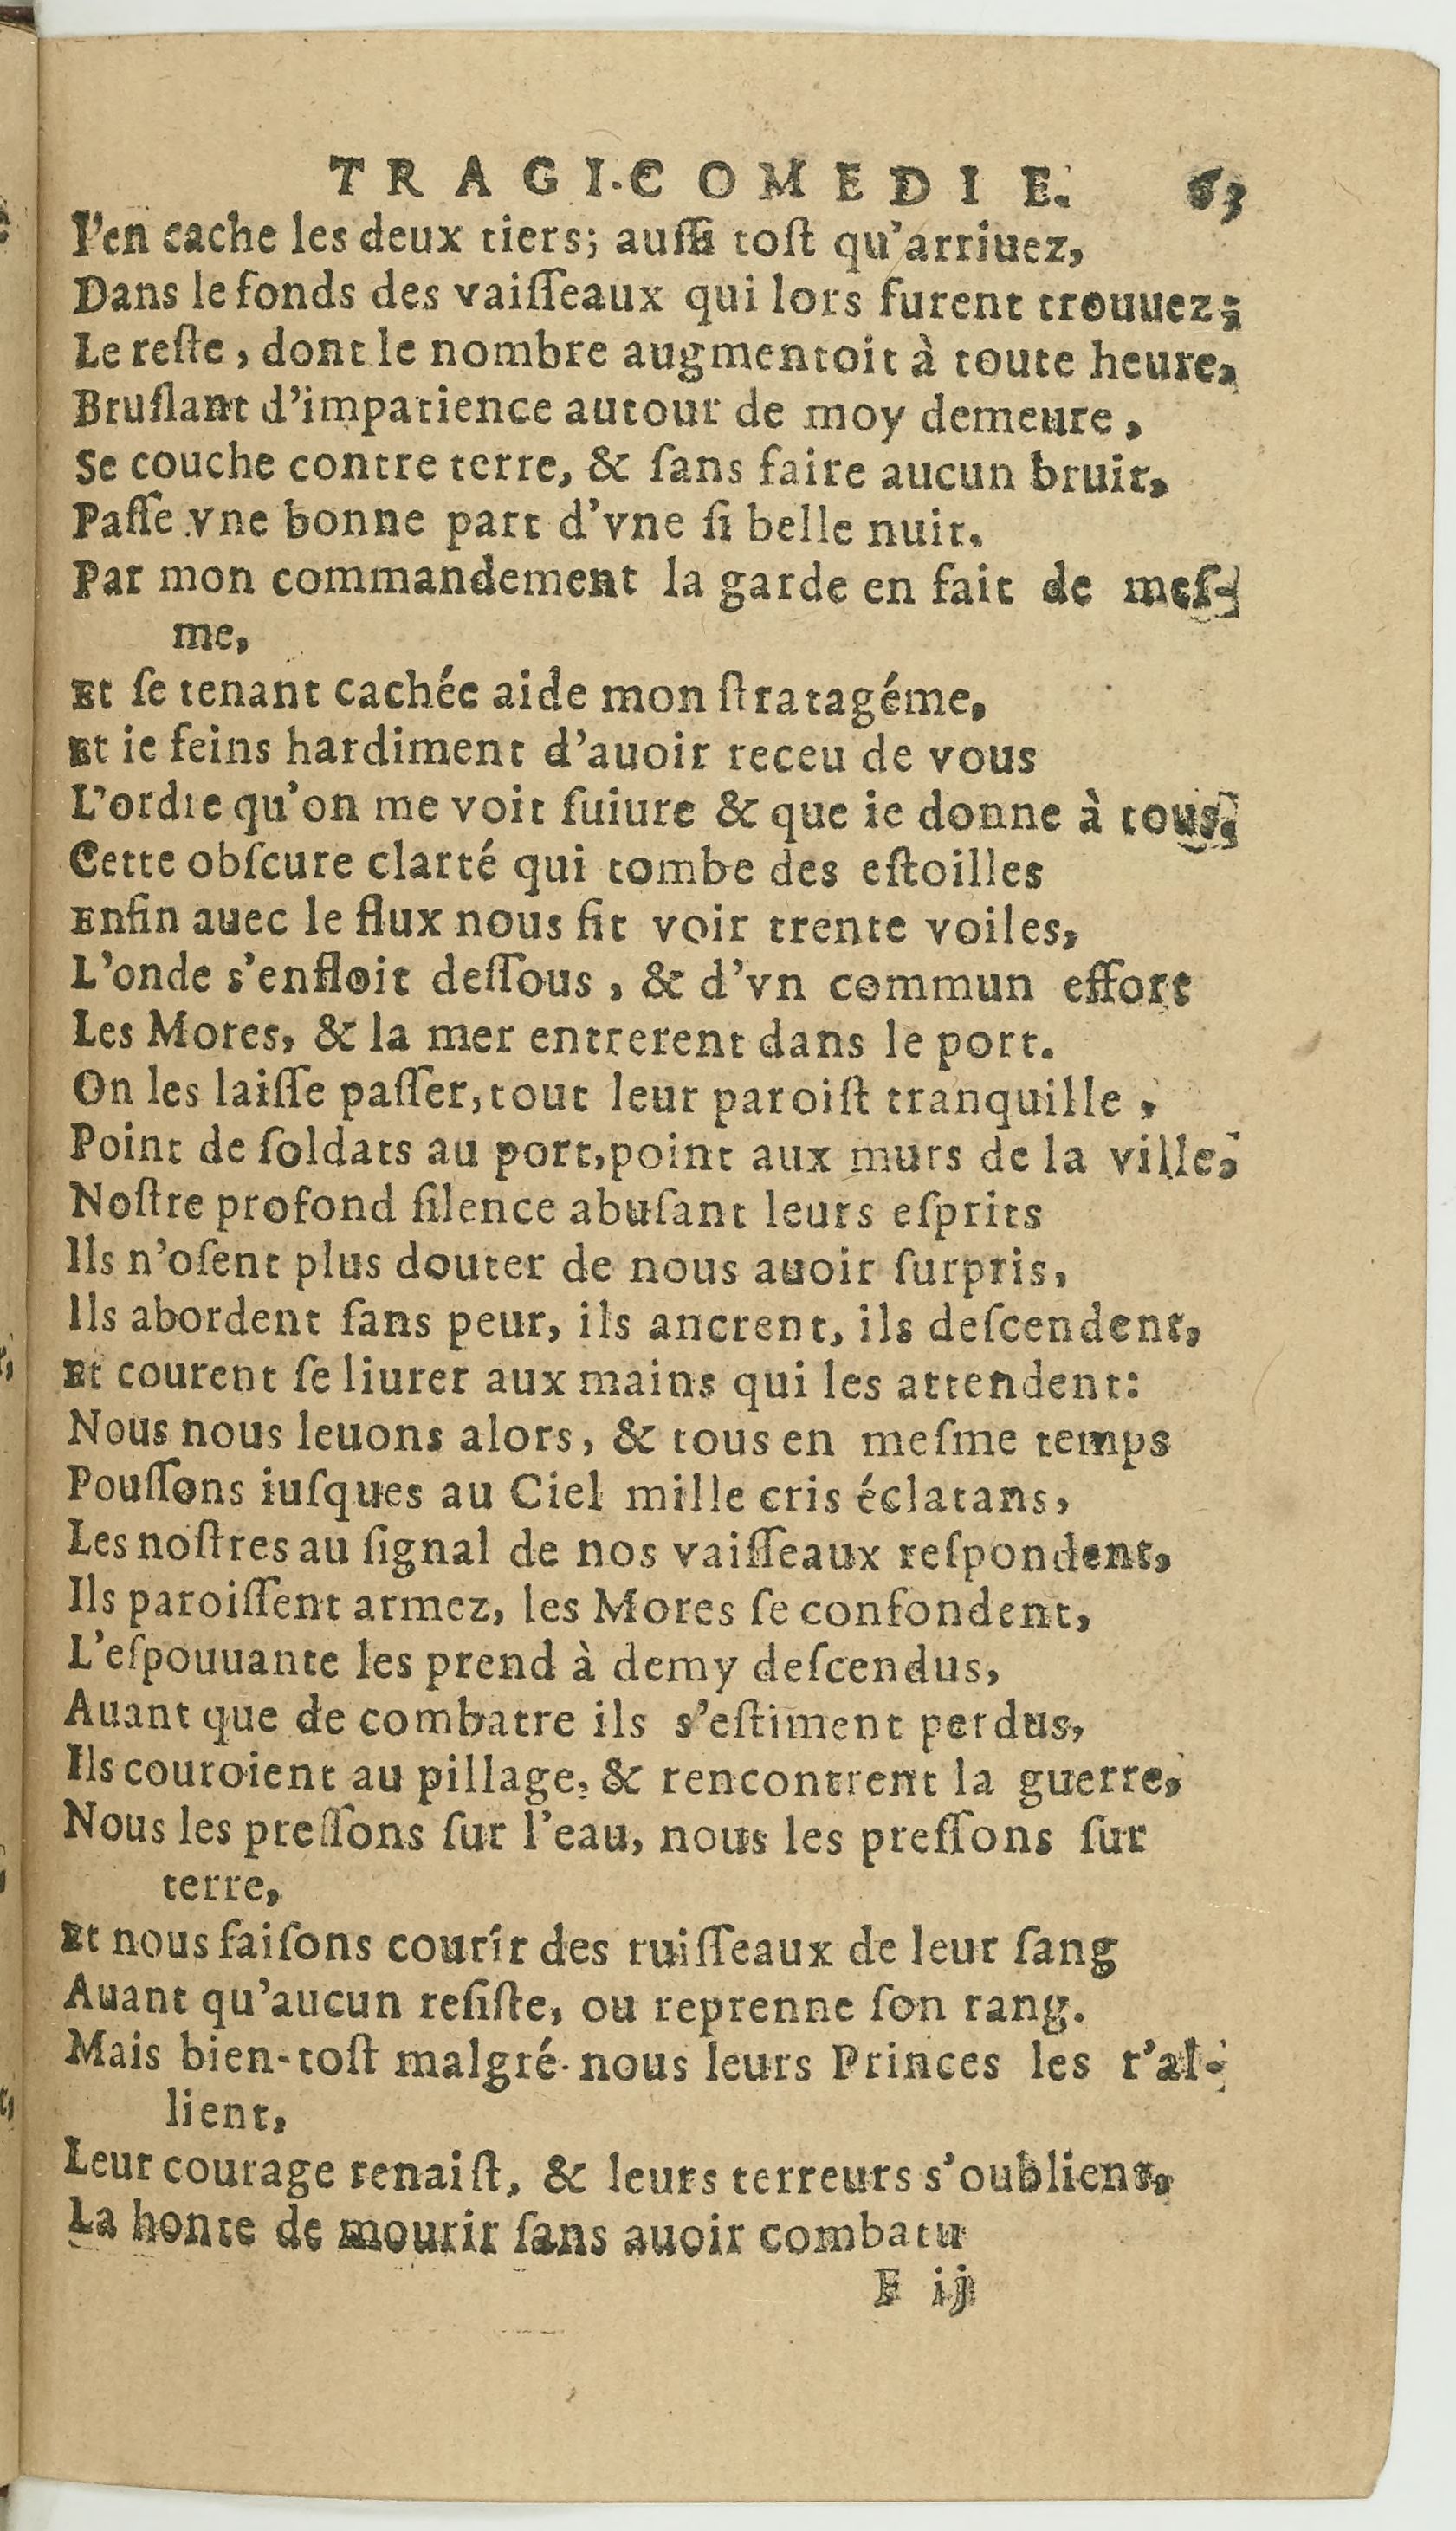 TRAGI-COMEDIE. 63
I'en cache les deux tiers; auſſi toſt qu'arriuez,
Dans le fonds des vaiſſeaux qui lors furent trouuez;
Le reſte, dont le nombre augmentoit à toute heure,
Bruſlant d'impatience autour de moy demeure,
Se couche contre terre, & ſans faire aucun bruit,
Paſſe vne bonne part d'vne ſi belle nuit.
Par mon commandement la garde en fait de meſ-
me,
Et ſe tenant cachée aide mon ſtratagéme,
Et ie feins hardiment d'auoir receu de vous
L'ordre qu'on me voit ſuiure & que ie donne à tous.
Cette obſcure clarté qui tombe des eſtoilles
Enfin auec le flux nous fit voir trente voiles,
L'onde s'enfloit deſſous, & d'vn commun effort
Les Mores, & la mer entrerent dans le port.
On les laiſſe paſſer, tout leur paroiſt tranquille,
Point de ſoldats au port, point aux murs de la ville,
Noſtre profond ſilence abuſant leurs eſprits
Ils n'oſent plus douter de nous auoir ſurpris,
Ils abordent ſans peur, ils ancrent, ils deſcendent,
Et courent ſe liurer aux mains qui les attendent:
Nous nous leuons alors, & tous en meſme temps
Pouſſons iuſques au Ciel mille cris éclatans,
Les noſtres au ſignal de nos vaiſſeaux reſpondent,
Ils paroiſſent armez, les Mores ſe confondent,
L'eſpouuante les prend à demy deſcendus,
Auant que de combatre ils s'eſtiment perdus,
Ils couroient au pillage, & rencontrent la guerre,
Nous les preſſons ſur l'eau, nous les preſſons ſur
terre,
Et nous faiſons courîr des ruiſſeaux de leur ſang
Auant qu'aucun reſiſte, ou reprenne ſon rang.
Mais bien-toſt malgré nous leurs Princes les r'al-
lient,
Leur courage renaiſt, & leurs terreurs s'oublient,
La honte de mourir ſans auoir combatu
F ij